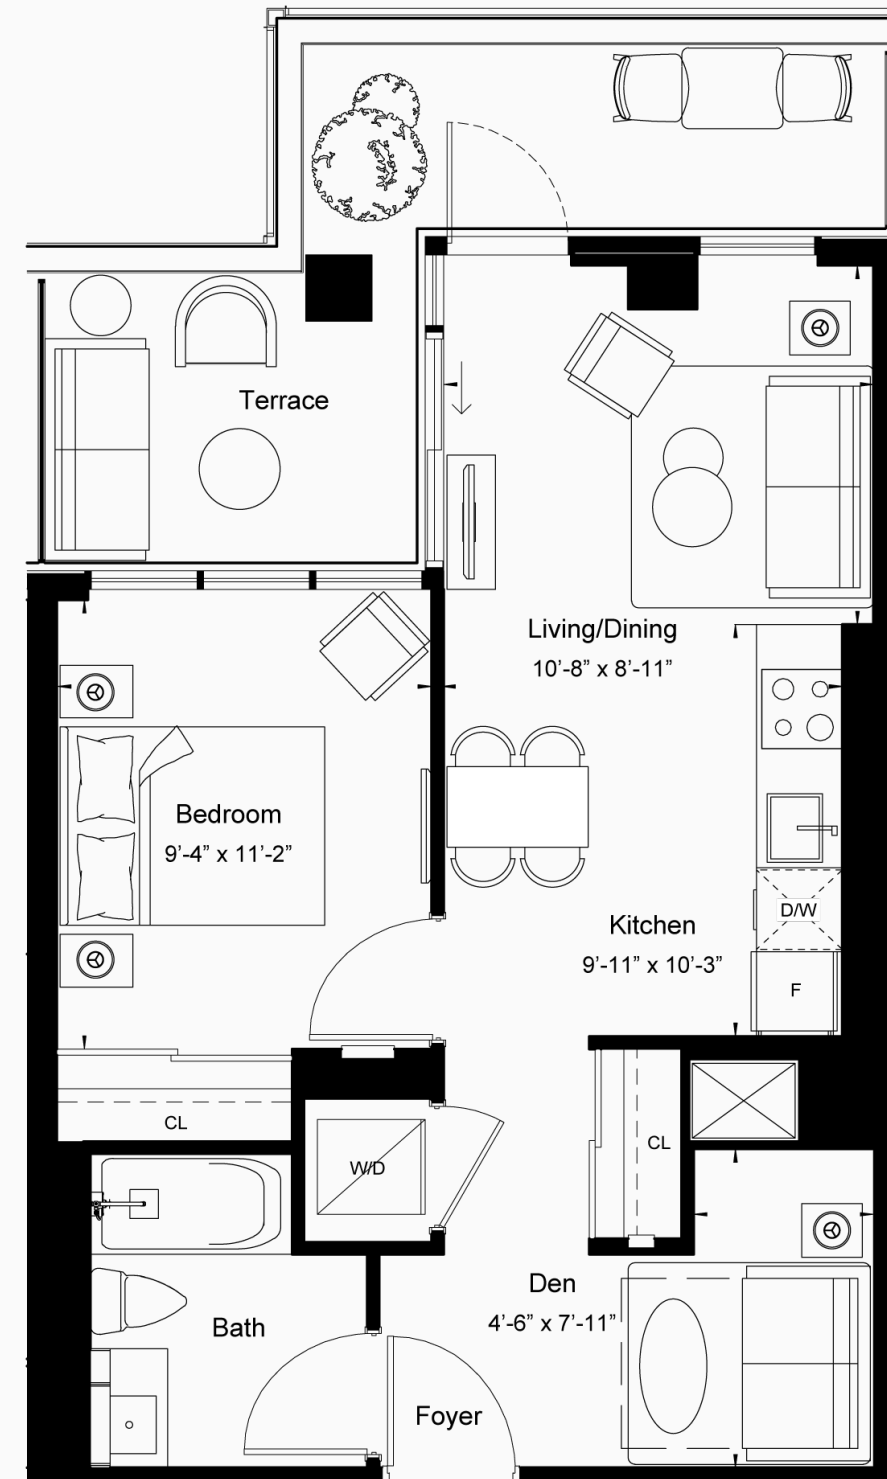 Terrace
Living/Dining
10’-8” x 8’-11”
Bedroom
9’-4” x 11’-2”
D/W
Kitchen
9’-11” x 10’-3”
F
CL
CL
W/D
Den
4’-6” x 7’-11”
Bath
Foyer